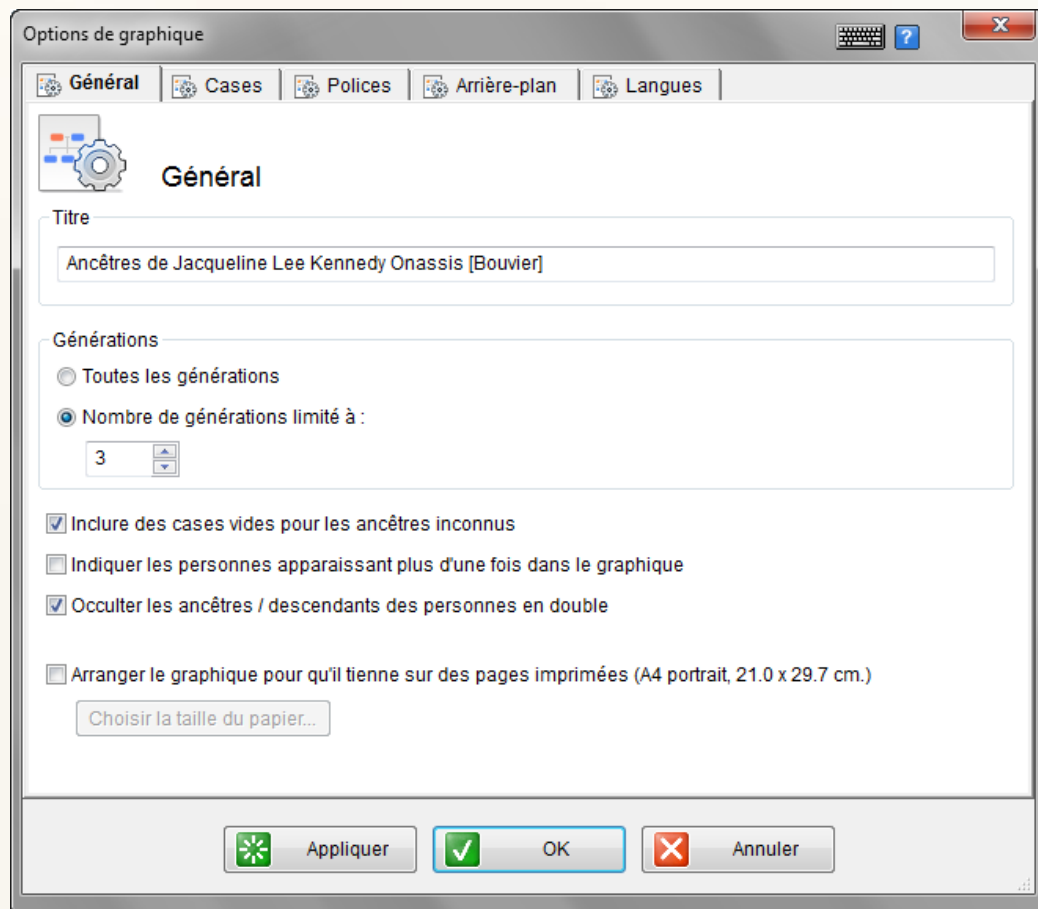 Options de graphique
?
Général Cases Polices Arrière-plan Langues
Général
Titre
Ancêtres de Jacqueline Lee Kennedy Onassis [Bouvier]
Générations
Toutes les générations
Nombre de générations limité à :
3
Inclure des cases vides pour les ancêtres inconnus
Indiquer les personnes apparaissant plus d'une fois dans le graphique
Occulter les ancêtres / descendants des personnes en double
Arranger le graphique pour qu'il tienne sur des pages imprimées (A4 portrait, 21.0 x 29.7 cm.)
Choisir la taille du papier...
Appliquer OK Annuler